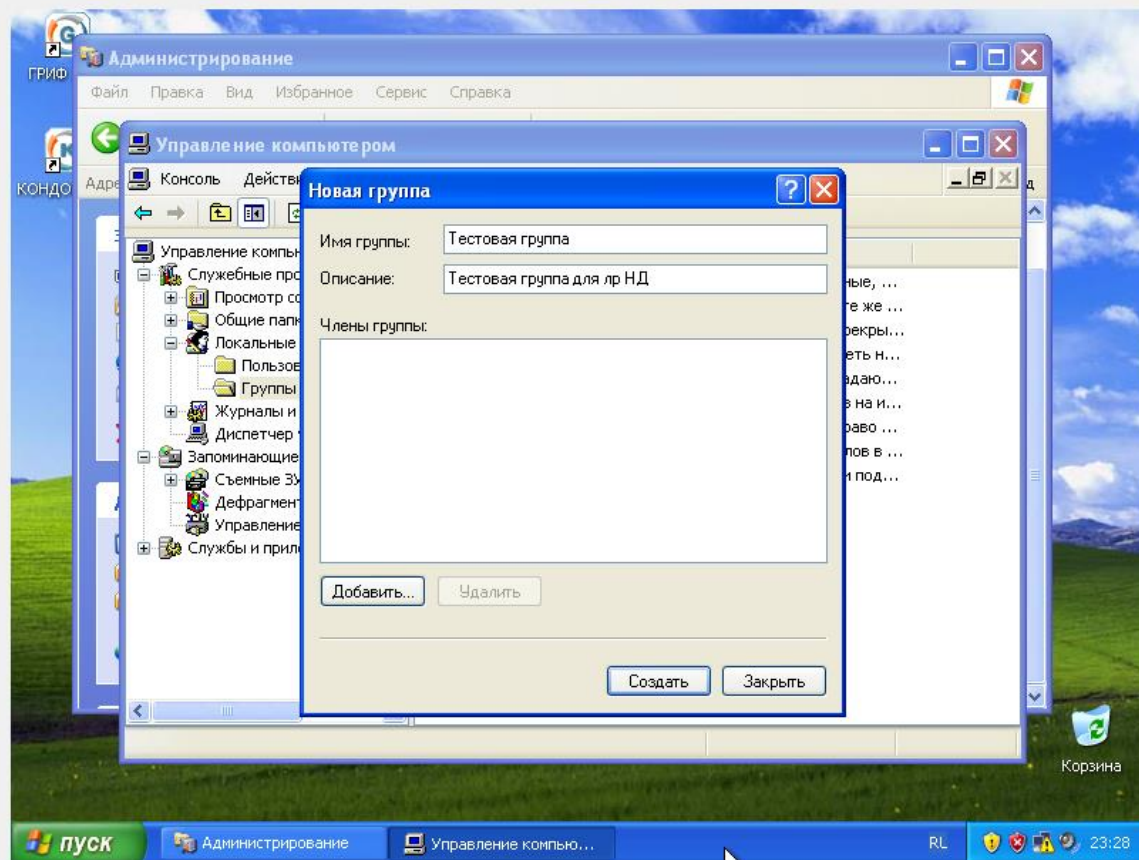 ГРИФ
КОНДО
Администрирование
Файл Правка Вид Избранное Сервис Справка
Адре
Управление компьютером
Консоль
Новая группа
Имя группы: Тестовая группа
Описание: Тестовая группа для лр НД
Члены группы:
Добавить... Удалить
Создать Закрыть
Управление компью
Служебные про
Просмотр со
Общие папк
Локальные
Пользов
Группы
Журналы и
Диспетчер
Запоминающие
Съемные ЗУ
Дефрагмент
Управление
Службы и прил
ные, ...
те же ...
рекры...
еть н...
адаю...
в на и...
раво ...
лов в ...
и под...
Корзина
пуск Администрирование Управление компью... RL 23:28